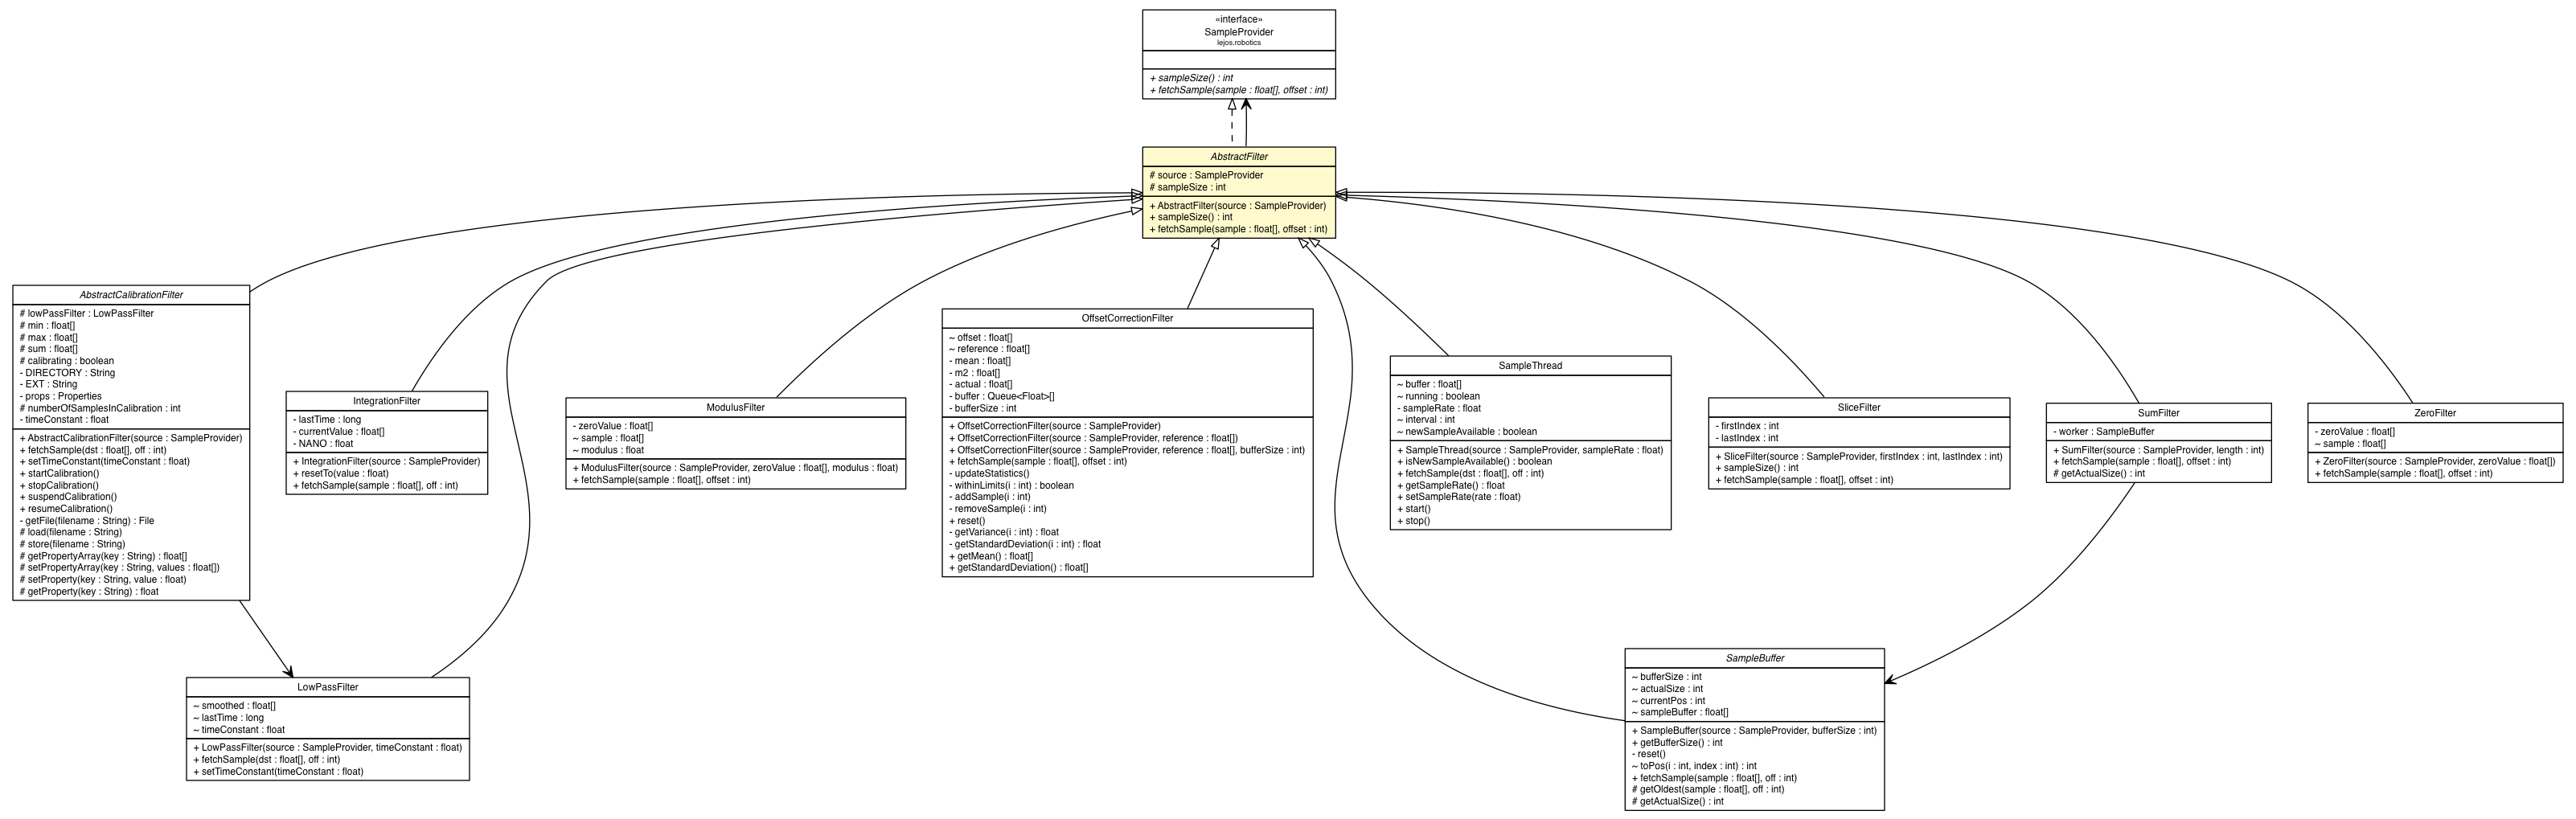 «interface»
SampleProvider
lejos.robotics
+ sampleSize() : int
+ fetchSample(sample : float[], offset : int)
AbstractFilter
# source : SampleProvider
# sampleSize : int
+ AbstractFilter(source : SampleProvider)
+ sampleSize() : int
+ fetchSample(sample : float[], offset : int)
AbstractCalibrationFilter
# lowPassFilter : LowPassFilter
# min : float[]
# max : float[]
# sum : float[]
# calibrating : boolean
- DIRECTORY : String
- EXT : String
- props : Properties
# numberOfSamplesInCalibration : int
- timeConstant : float
+ AbstractCalibrationFilter(source : SampleProvider)
+ fetchSample(dst : float[], off : int)
+ setTimeConstant(timeConstant : float)
+ startCalibration()
+ stopCalibration()
+ suspendCalibration()
+ resumeCalibration()
- getFile(filename : String) : File
# load(filename : String)
# store(filename : String)
# getPropertyArray(key : String) : float[]
# setPropertyArray(key : String, values : float[])
# setProperty(key : String, value : float)
# getProperty(key : String) : float
IntegrationFilter
- lastTime : long
- currentValue : float[]
- NANO : float
+ IntegrationFilter(source : SampleProvider)
+ resetTo(value : float)
+ fetchSample(sample : float[], off : int)
ModulusFilter
- zeroValue : float[]
~ sample : float[]
~ modulus : float
+ ModulusFilter(source : SampleProvider, zeroValue : float[], modulus : float)
+ fetchSample(sample : float[], offset : int)
OffsetCorrectionFilter
~ offset : float[]
~ reference : float[]
- mean : float[]
- m2 : float[]
- actual : float[]
- buffer : Queue<Float>[]
- bufferSize : int
+ OffsetCorrectionFilter(source : SampleProvider)
+ OffsetCorrectionFilter(source : SampleProvider, reference : float[])
+ OffsetCorrectionFilter(source : SampleProvider, reference : float[], bufferSize : int)
+ fetchSample(sample : float[], offset : int)
- updateStatistics()
- withinLimits(i : int) : boolean
- addSample(i : int)
- removeSample(i : int)
+ reset()
- getVariance(i : int) : float
- getStandardDeviation(i : int) : float
+ getMean() : float[]
+ getStandardDeviation() : float[]
SampleThread
~ buffer : float[]
~ running : boolean
- sampleRate : float
~ interval : int
~ newSampleAvailable : boolean
+ SampleThread(source : SampleProvider, sampleRate : float)
+ isNewSampleAvailable() : boolean
+ fetchSample(dst : float[], off : int)
+ getSampleRate() : float
+ setSampleRate(rate : float)
+ start()
+ stop()
SliceFilter
- firstIndex : int
- lastIndex : int
+ SliceFilter(source : SampleProvider, firstIndex : int, lastIndex : int)
+ sampleSize() : int
+ fetchSample(sample : float[], offset : int)
SumFilter
- worker : SampleBuffer
+ SumFilter(source : SampleProvider, length : int)
+ fetchSample(sample : float[], offset : int)
# getActualSize() : int
ZeroFilter
- zeroValue : float[]
~ sample : float[]
+ ZeroFilter(source : SampleProvider, zeroValue : float[])
+ fetchSample(sample : float[], offset : int)
LowPassFilter
~ smoothed : float[]
~ lastTime : long
~ timeConstant : float
+ LowPassFilter(source : SampleProvider, timeConstant : float)
+ fetchSample(dst : float[], off : int)
+ setTimeConstant(timeConstant : float)
SampleBuffer
~ bufferSize : int
~ actualSize : int
~ currentPos : int
~ sampleBuffer : float[]
+ SampleBuffer(source : SampleProvider, bufferSize : int)
+ getBufferSize() : int
- reset()
~ toPos(i : int, index : int) : int
+ fetchSample(sample : float[], off : int)
# getOldest(sample : float[], off : int)
# getActualSize() : int